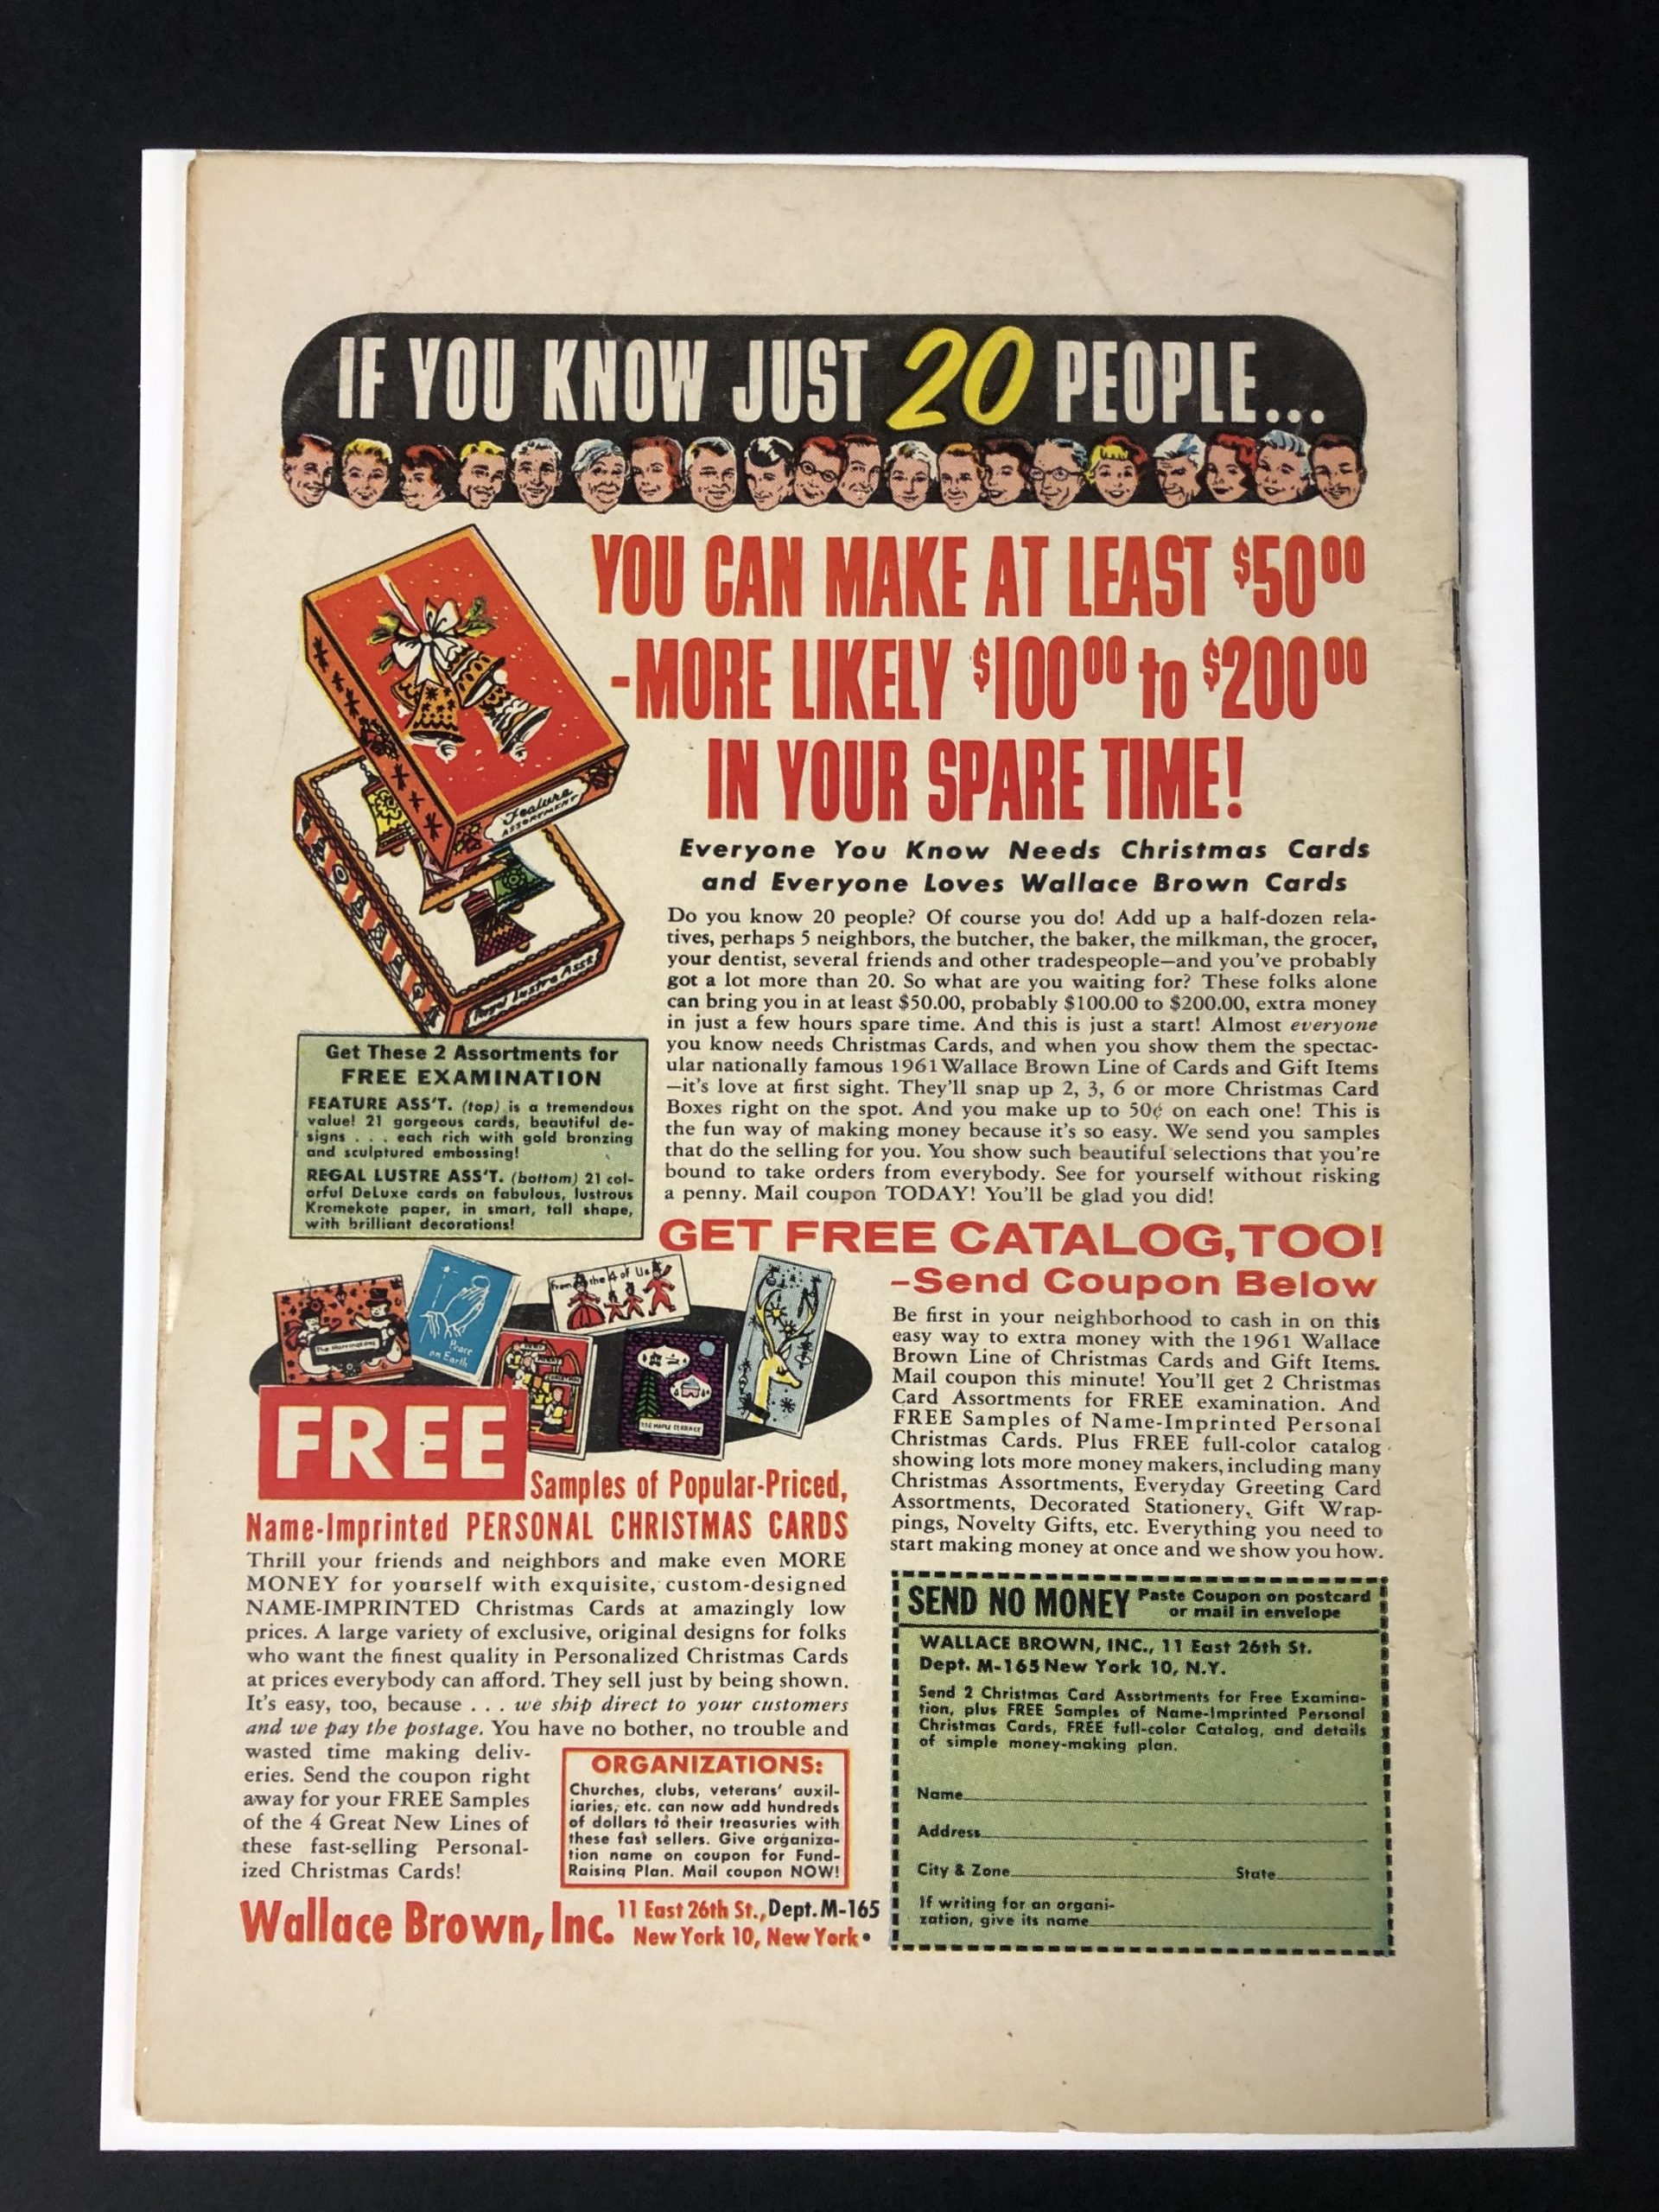 IF YOU KNOW JUST 20 PEOPLE...
YOU CAN MAKE AT LEAST $50 00
-MORE LIKELY $100 00 to $200 00
IN YOUR SPARE TIME!
Feature
ASSORTMENT
Regal Lustre Asst.
Everyone You Know Needs Christmas Cards
and Everyone Loves Wallace Brown Cards
Do you know 20 people? Of course you do! Add up a half-dozen rela-
tives, perhaps 5 neighbors, the butcher, the baker, the milkman, the grocer,
your dentist, several friends and other tradespeople—and you've probably
got a lot more than 20. So what are you waiting for? These folks alone
can bring you in at least $50.00, probably $100.00 to $200.00, extra money
in just a few hours spare time. And this is just a start! Almost everyone
you know needs Christmas Cards, and when you show them the spectac-
ular nationally famous 1961 Wallace Brown Line of Cards and Gift Items
—it's love at first sight. They'll snap up 2, 3, 6 or more Christmas Card
Boxes right on the spot. And you make up to 50¢ on each one! This is
the fun way of making money because it's so easy. We send you samples
that do the selling for you. You show such beautiful selections that you're
bound to take orders from everybody. See for yourself without risking
a penny. Mail coupon TODAY! You'll be glad you did!
Get These 2 Assortments for
FREE EXAMINATION
FEATURE ASS'T. (top) is a tremendous
value! 21 gorgeous cards, beautiful de-
signs . . . each rich with gold bronzing
and sculptured embossing!
REGAL LUSTRE ASS'T. (bottom) 21 col-
orful DeLuxe cards on fabulous, lustrous
Kromekote paper, in smart, tall shape,
with brilliant decorations!
GET FREE CATALOG, TOO!
—Send Coupon Below
Be first in your neighborhood to cash in on this
easy way to extra money with the 1961 Wallace
Brown Line of Christmas Cards and Gift Items.
Mail coupon this minute! You'll get 2 Christmas
Card Assortments for FREE examination. And
FREE Samples of Name-Imprinted Personal
Christmas Cards. Plus FREE full-color catalog
showing lots more money makers, including many
Christmas Assortments, Everyday Greeting Card
Assortments, Decorated Stationery, Gift Wrap-
pings, Novelty Gifts, etc. Everything you need to
start making money at once and we show you how.
The Harringtons
Peace
on Earth
From the 4 of Us
MERRY
CHRISTMAS
226 MAPLE TERRACE
FREE
Samples of Popular-Priced,
Name-Imprinted PERSONAL CHRISTMAS CARDS
Thrill your friends and neighbors and make even MORE
MONEY for yourself with exquisite, custom-designed
NAME-IMPRINTED Christmas Cards at amazingly low
prices. A large variety of exclusive, original designs for folks
who want the finest quality in Personalized Christmas Cards
at prices everybody can afford. They sell just by being shown.
It's easy, too, because . . . we ship direct to your customers
and we pay the postage. You have no bother, no trouble and
wasted time making deliv-
eries. Send the coupon right
away for your FREE Samples
of the 4 Great New Lines of
these fast-selling Personal-
ized Christmas Cards!
ORGANIZATIONS:
Churches, clubs, veterans' auxil-
iaries, etc. can now add hundreds
of dollars to their treasuries with
these fast sellers. Give organiza-
tion name on coupon for Fund-
Raising Plan. Mail coupon NOW!
Wallace Brown, Inc. 11 East 26th St., Dept. M-165
New York 10, New York •
SEND NO MONEY Paste Coupon on postcard
or mail in envelope
WALLACE BROWN, INC., 11 East 26th St.
Dept. M-165 New York 10, N.Y.
Send 2 Christmas Card Assortments for Free Examina-
tion, plus FREE Samples of Name-Imprinted Personal
Christmas Cards, FREE full-color Catalog, and details
of simple money-making plan.
Name
Address
City & Zone State
If writing for an organi-
zation, give its name